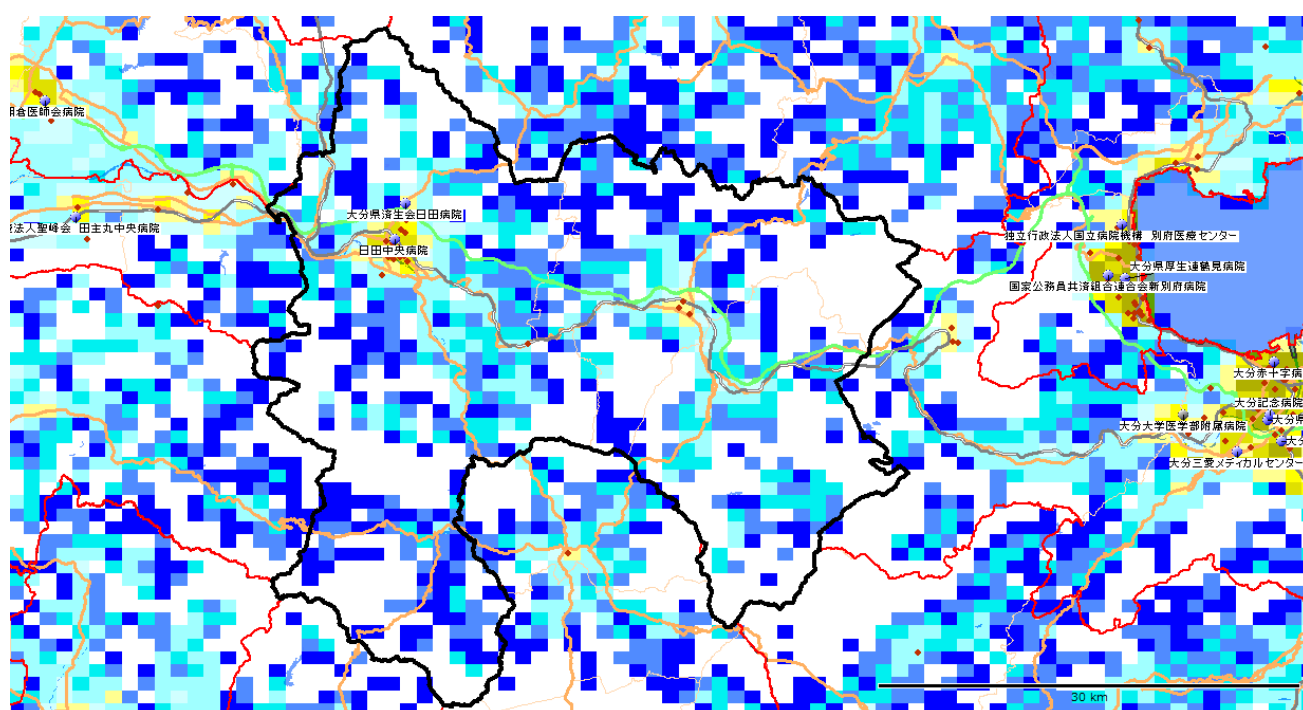 朝倉医師会病院
大分県済生会日田病院
法人聖峰会 田主丸中央病院
日田中央病院
独立行政法人国立病院機構 別府医療センター
大分県厚生連鶴見病院
国家公務員共済組合連合会新別府病院
大分赤十字病
大分記念病院
大分大学医学部附属病院
大分県
大分
大分三愛メディカルセンター
30 km